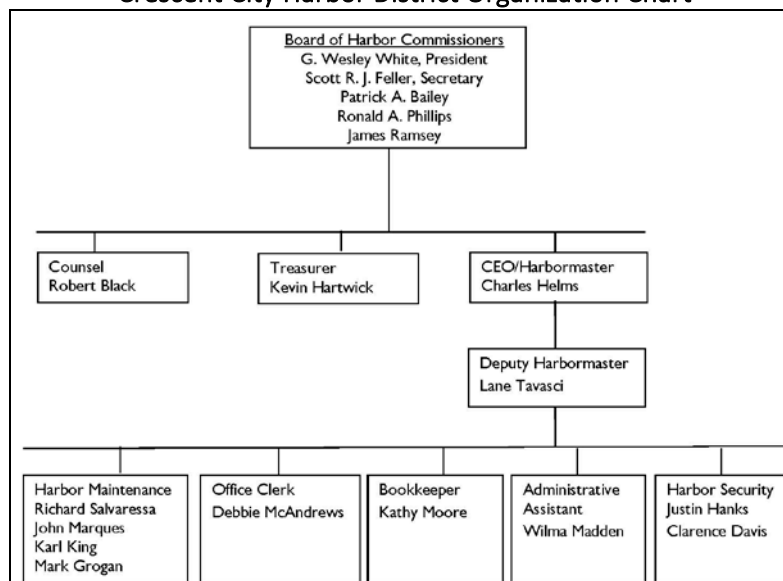 Crescent City Harbor District Organization Chart
Board of Harbor Commissioners
G. Wesley White, President
Scott R. J. Feller, Secretary
Patrick A. Bailey
Ronald A. Phillips
James Ramsey
Counsel
Robert Black
Treasurer
Kevin Hartwick
CEO/Harbormaster
Charles Helms
Deputy Harbormaster
Lane Tavasci
Harbor Maintenance
Richard Salvaressa
John Marques
Karl King
Mark Grogan
Office Clerk
Debbie McAndrews
Bookkeeper
Kathy Moore
Administrative
Assistant
Wilma Madden
Harbor Security
Justin Hanks
Clarence Davis